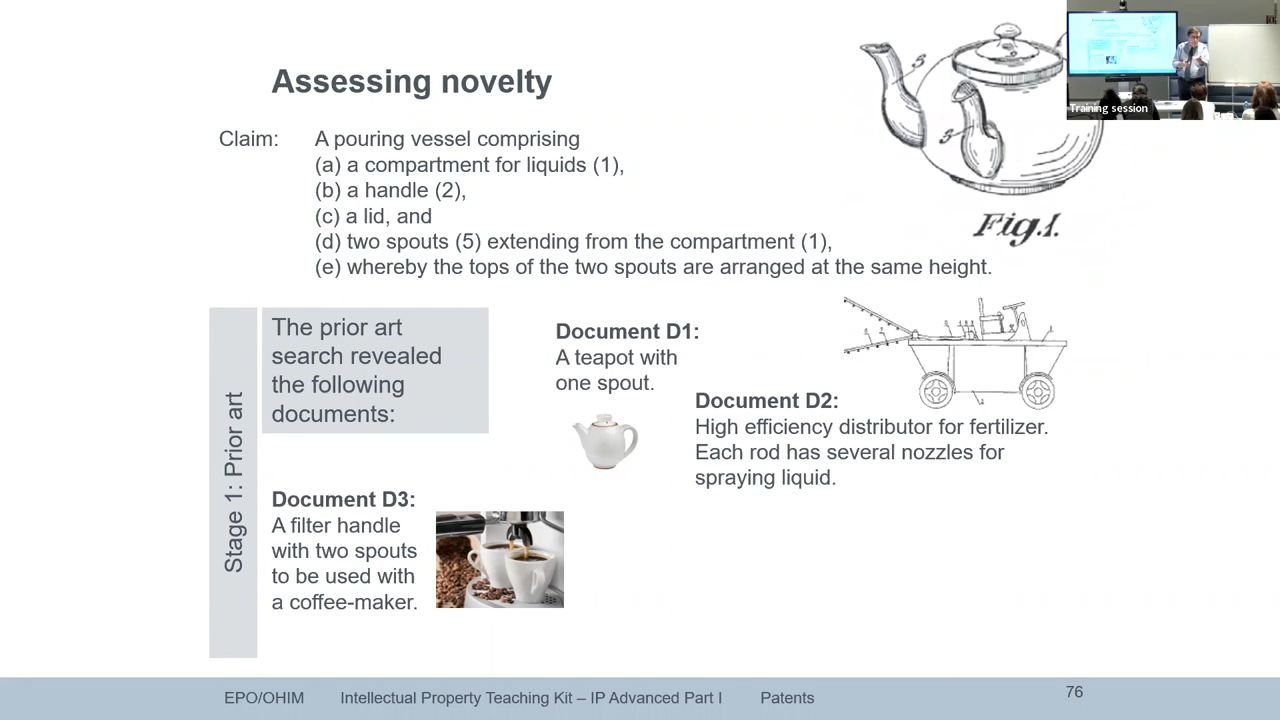 Assessing novelty
Claim: A pouring vessel comprising
(a) a compartment for liquids (1),
(b) a handle (2),
(c) a lid, and
(d) two spouts (5) extending from the compartment (1),
(e) whereby the tops of the two spouts are arranged at the same height.
5
5
Fig.1.
Training session
Stage 1: Prior art
The prior art
search revealed
the following
documents:
Document D1:
A teapot with
one spout.
Document D2:
High efficiency distributor for fertilizer.
Each rod has several nozzles for
spraying liquid.
Document D3:
A filter handle
with two spouts
to be used with
a coffee-maker.
EPO/OHIM Intellectual Property Teaching Kit – IP Advanced Part I Patents 76